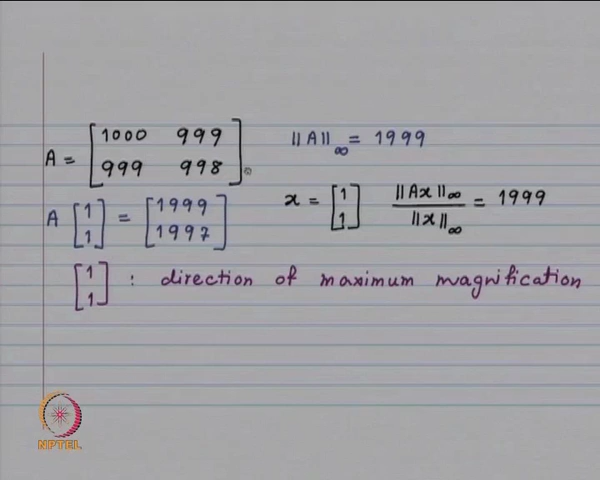 A = [1000 999; 999 998]. ||A||∞ = 1999
A [1; 1] = [1999; 1997] x = [1; 1] ||Ax||∞ / ||x||∞ = 1999
[1; 1] : direction of maximum magnification
NPTEL